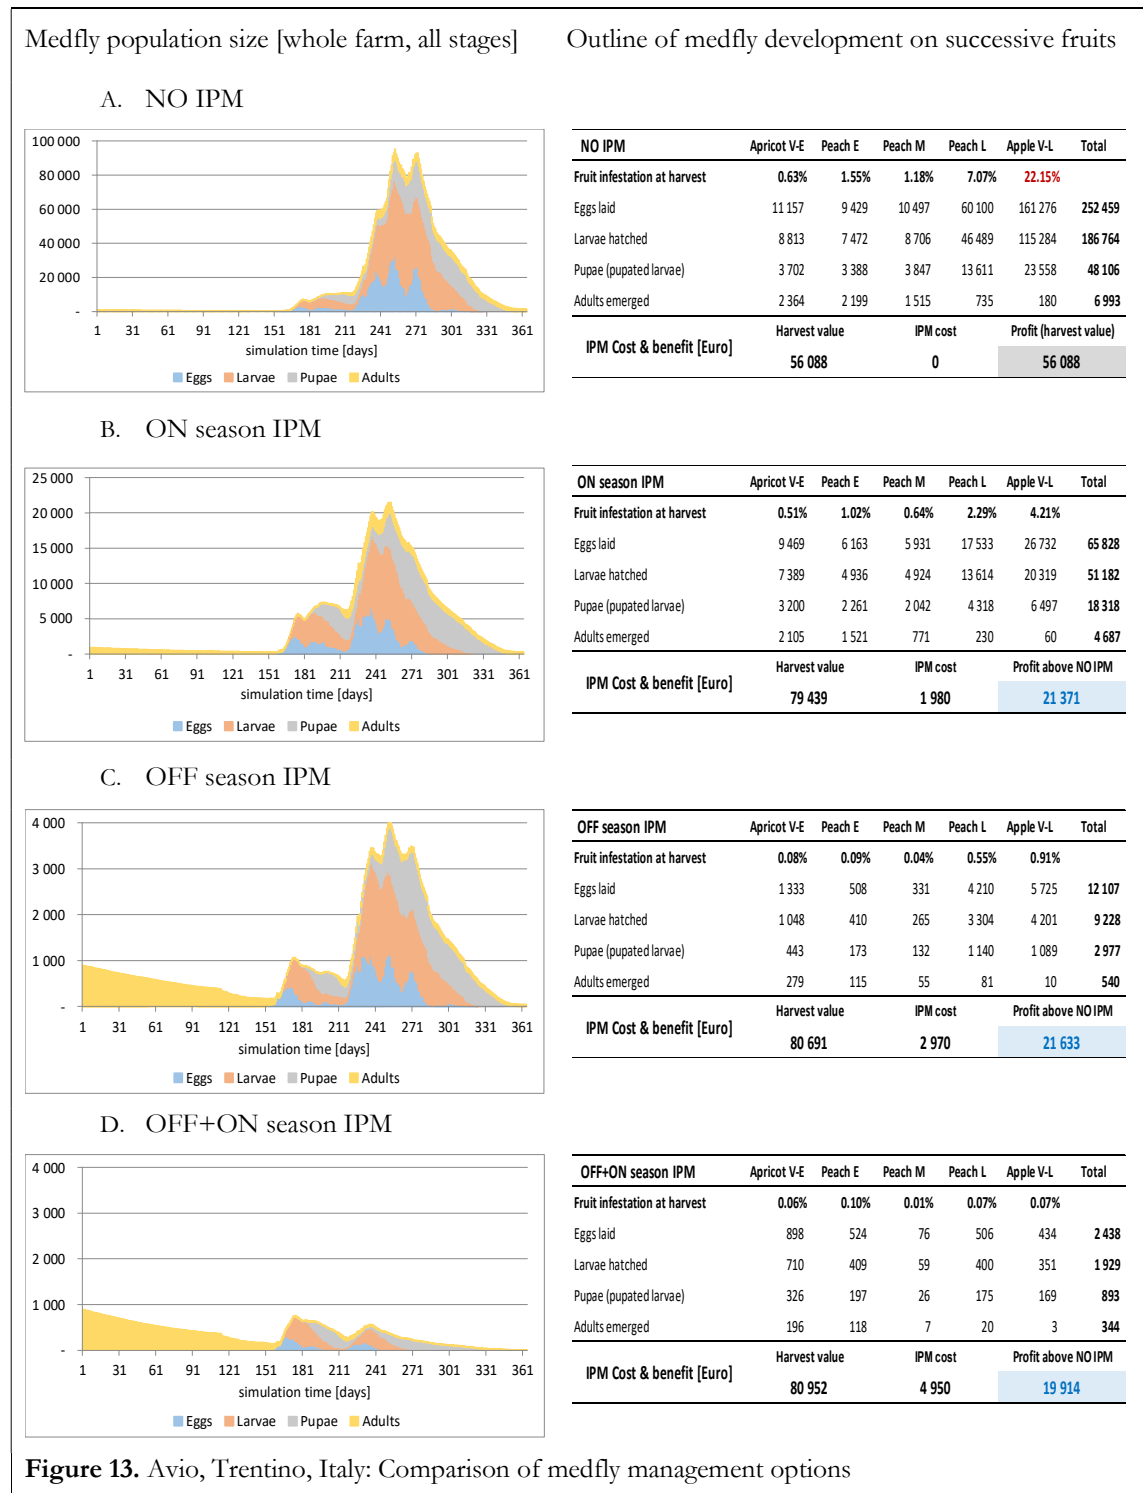 Medfly population size [whole farm, all stages] Outline of medfly development on successive fruits
A. NO IPM
100 000
80 000
60 000
40 000
20 000
-
1 31 61 91 121 151 181 211 241 271 301 331 361
simulation time [days]
Eggs Larvae Pupae Adults
NO IPM Apricot V-E Peach E Peach M Peach L Apple V-L Total
Fruit infestation at harvest 0.63% 1.55% 1.18% 7.07% 22.15%
Eggs laid 11 157 9 429 10 497 60 100 161 276 252 459
Larvae hatched 8 813 7 472 8 706 46 489 115 284 186 764
Pupae (pupated larvae) 3 702 3 388 3 847 13 611 23 558 48 106
Adults emerged 2 364 2 199 1 515 735 180 6 993
IPM Cost & benefit [Euro] Harvest value IPM cost Profit (harvest value)
56 088 0 56 088
B. ON season IPM
25 000
20 000
15 000
10 000
5 000
-
1 31 61 91 121 151 181 211 241 271 301 331 361
simulation time [days]
Eggs Larvae Pupae Adults
ON season IPM Apricot V-E Peach E Peach M Peach L Apple V-L Total
Fruit infestation at harvest 0.51% 1.02% 0.64% 2.29% 4.21%
Eggs laid 9 469 6 163 5 931 17 533 26 732 65 828
Larvae hatched 7 389 4 936 4 924 13 614 20 319 51 182
Pupae (pupated larvae) 3 200 2 261 2 042 4 318 6 497 18 318
Adults emerged 2 105 1 521 771 230 60 4 687
IPM Cost & benefit [Euro] Harvest value IPM cost Profit above NO IPM
79 439 1 980 21 371
C. OFF season IPM
4 000
3 000
2 000
1 000
-
1 31 61 91 121 151 181 211 241 271 301 331 361
simulation time [days]
Eggs Larvae Pupae Adults
OFF season IPM Apricot V-E Peach E Peach M Peach L Apple V-L Total
Fruit infestation at harvest 0.08% 0.09% 0.04% 0.55% 0.91%
Eggs laid 1 333 508 331 4 210 5 725 12 107
Larvae hatched 1 048 410 265 3 304 4 201 9 228
Pupae (pupated larvae) 443 173 132 1 140 1 089 2 977
Adults emerged 279 115 55 81 10 540
IPM Cost & benefit [Euro] Harvest value IPM cost Profit above NO IPM
80 691 2 970 21 633
D. OFF+ON season IPM
4 000
3 000
2 000
1 000
-
1 31 61 91 121 151 181 211 241 271 301 331 361
simulation time [days]
Eggs Larvae Pupae Adults
OFF+ON season IPM Apricot V-E Peach E Peach M Peach L Apple V-L Total
Fruit infestation at harvest 0.06% 0.10% 0.01% 0.07% 0.07%
Eggs laid 898 524 76 506 434 2 438
Larvae hatched 710 409 59 400 351 1 929
Pupae (pupated larvae) 326 197 26 175 169 893
Adults emerged 196 118 7 20 3 344
IPM Cost & benefit [Euro] Harvest value IPM cost Profit above NO IPM
80 952 4 950 19 914
Figure 13. Avio, Trentino, Italy: Comparison of medfly management options